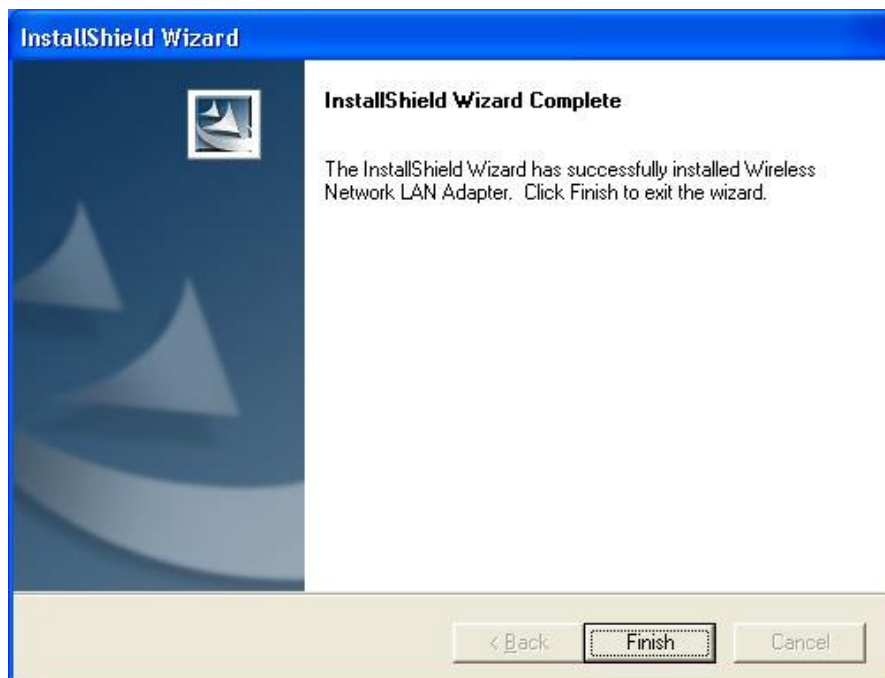 InstallShield Wizard
InstallShield Wizard Complete
The InstallShield Wizard has successfully installed Wireless
Network LAN Adapter.  Click Finish to exit the wizard.
< Back Finish Cancel